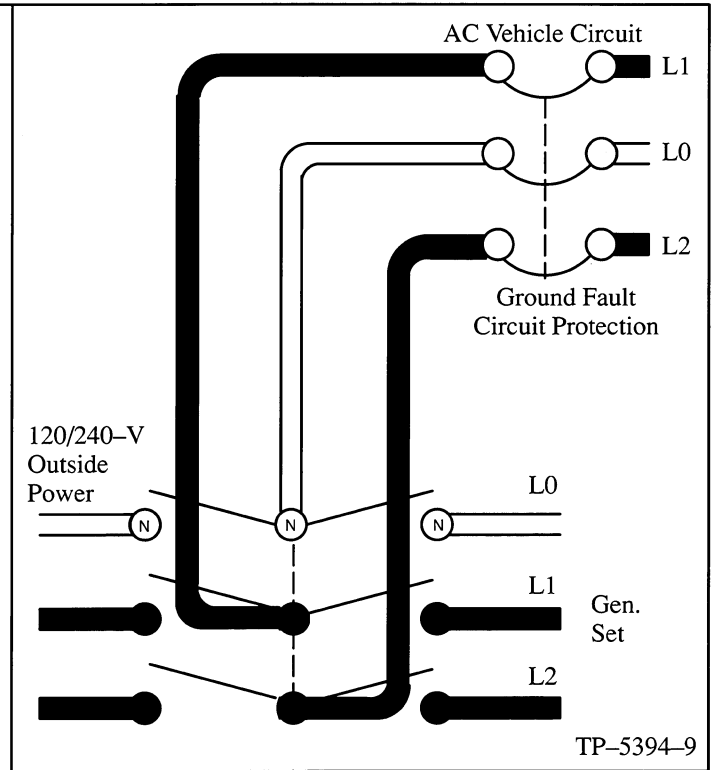 AC Vehicle Circuit
L1
L0
L2
Ground Fault
Circuit Protection
120/240–V
Outside
Power
L0
N
N
N
L1
Gen.
Set
L2
TP–5394–9